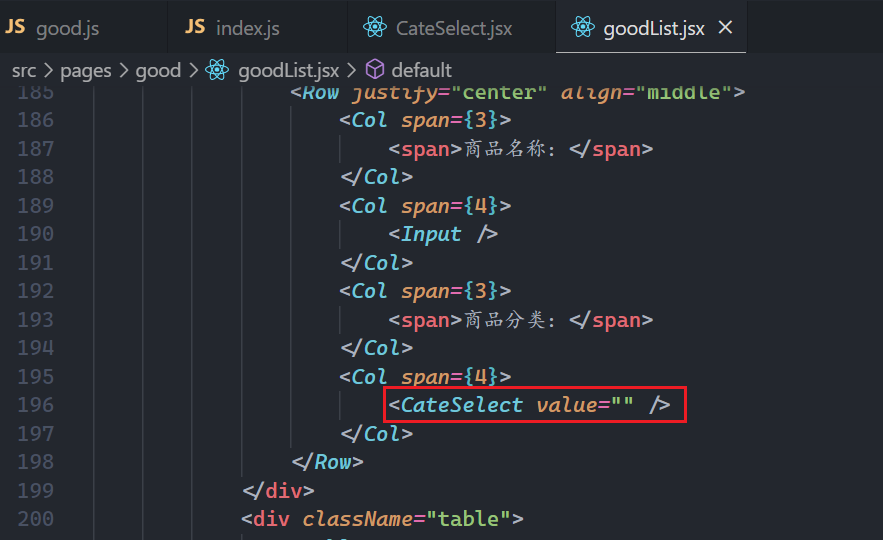 JS good.js JS index.js CateSelect.jsx goodList.jsx ×
src > pages > good > goodList.jsx > default
185 <Row justify="center" align="middle">
186 <Col span={3}>
187 <span>商品名称: </span>
188 </Col>
189 <Col span={4}>
190 <Input />
191 </Col>
192 <Col span={3}>
193 <span>商品分类: </span>
194 </Col>
195 <Col span={4}>
196 <CateSelect value="" />
197 </Col>
198 </Row>
199 </div>
200 <div className="table">